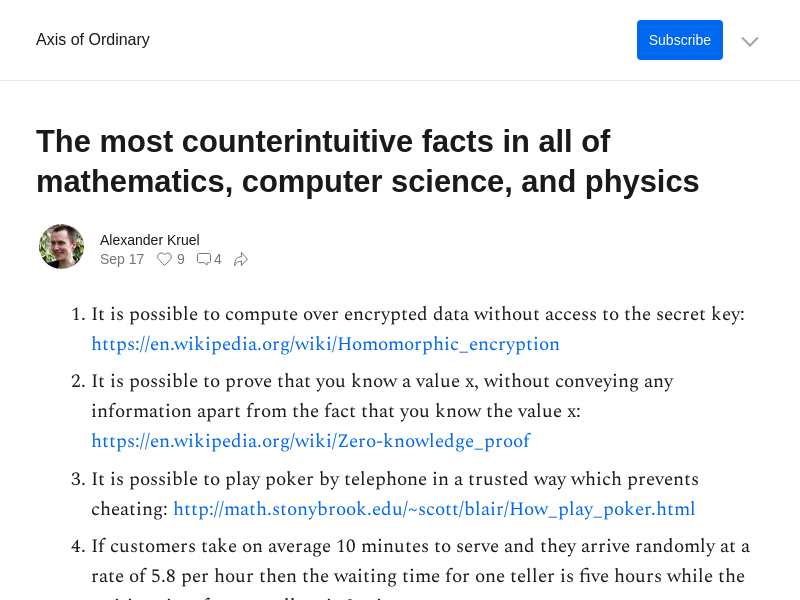 Axis of Ordinary
Subscribe
The most counterintuitive facts in all of
mathematics, computer science, and physics
Alexander Kruel
Sep 17 9 4
1. It is possible to compute over encrypted data without access to the secret key:
https://en.wikipedia.org/wiki/Homomorphic_encryption
2. It is possible to prove that you know a value x, without conveying any
information apart from the fact that you know the value x:
https://en.wikipedia.org/wiki/Zero-knowledge_proof
3. It is possible to play poker by telephone in a trusted way which prevents
cheating: http://math.stonybrook.edu/~scott/blair/How_play_poker.html
4. If customers take on average 10 minutes to serve and they arrive randomly at a
rate of 5.8 per hour then the waiting time for one teller is five hours while the